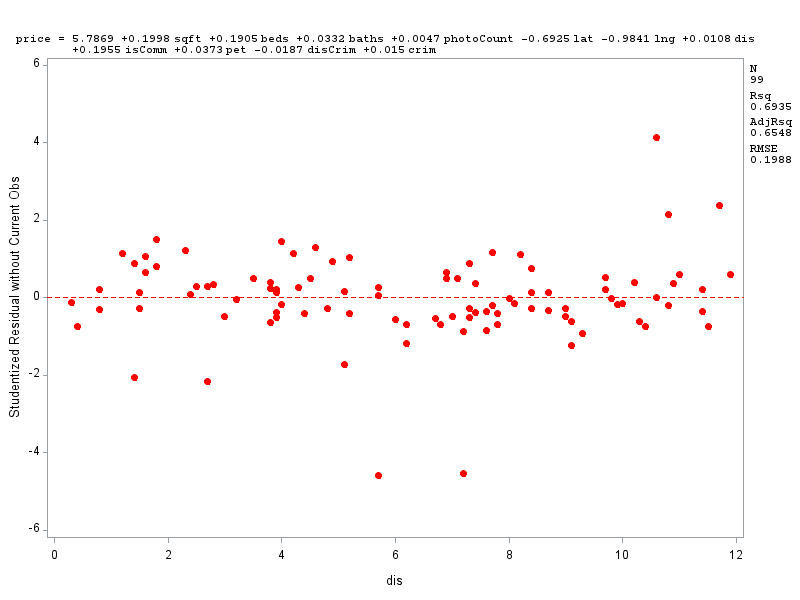 price = 5.7869 +0.1998 sqft +0.1905 beds +0.0332 baths +0.0047 photoCount -0.6925 lat -0.9841 lng +0.0108 dis
+0.1955 isComm +0.0373 pet -0.0187 disCrim +0.015 crim
N
99
Rsq
0.6935
AdjRsq
0.6548
RMSE
0.1988
Studentized Residual without Current Obs
6
4
2
0
-2
-4
-6
0 2 4 6 8 10 12
dis